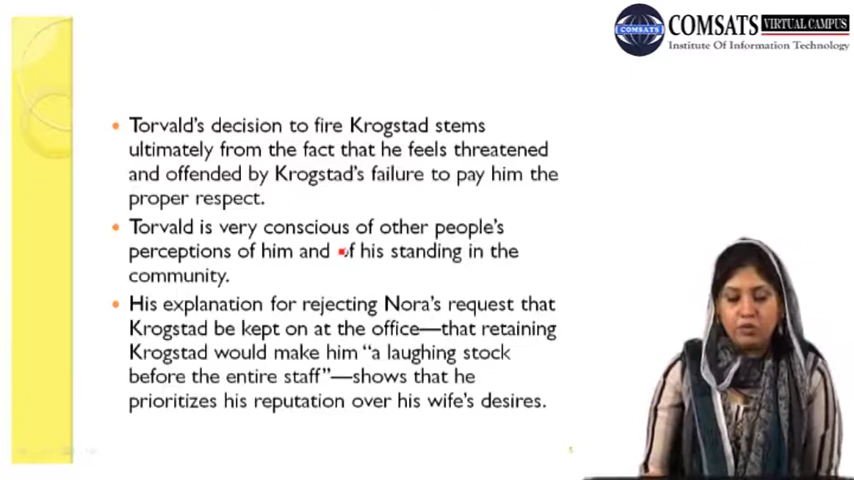 COMSATS
COMSATS VIRTUAL CAMPUS
Institute Of Information Technology
Torvald's decision to fire Krogstad stems
ultimately from the fact that he feels threatened
and offended by Krogstad's failure to pay him the
proper respect.
Torvald is very conscious of other people's
perceptions of him and of his standing in the
community.
His explanation for rejecting Nora's request that
Krogstad be kept on at the office—that retaining
Krogstad would make him "a laughing stock
before the entire staff"—shows that he
prioritizes his reputation over his wife's desires.
5